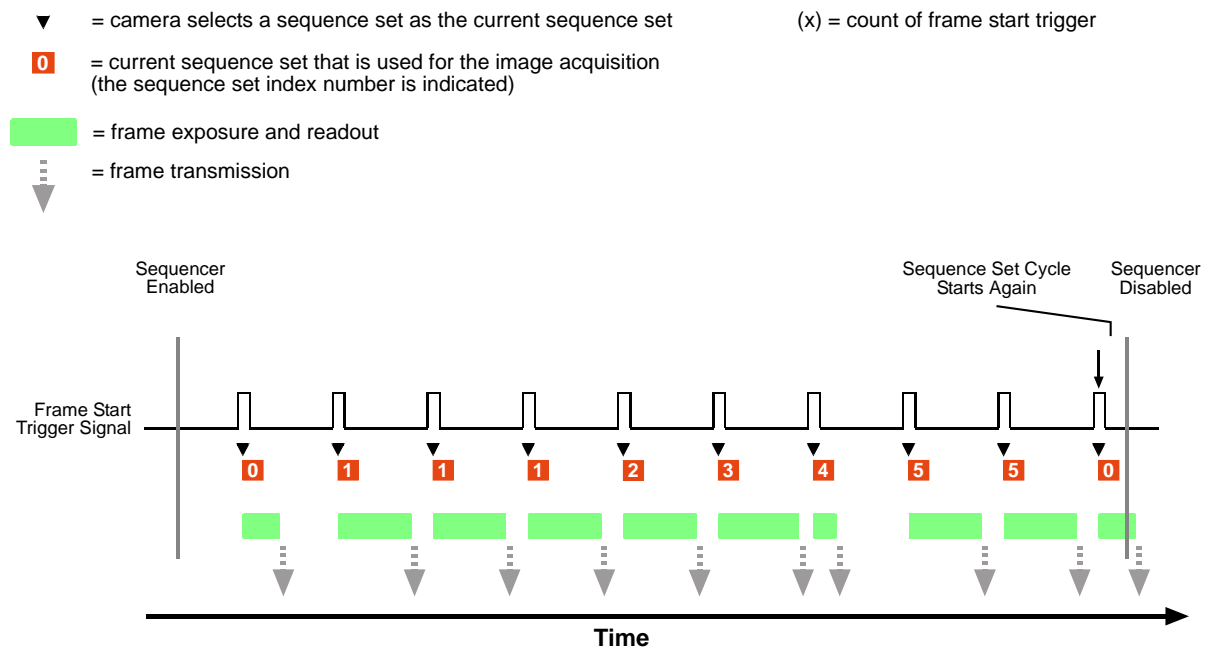 = camera selects a sequence set as the current sequence set
(x) = count of frame start trigger
0
= current sequence set that is used for the image acquisition
(the sequence set index number is indicated)
= frame exposure and readout
= frame transmission
Sequencer
Enabled
Sequence Set Cycle
Starts Again
Sequencer
Disabled
Frame Start
Trigger Signal
0 1 1 1 2 3 4 5 5 0
Time